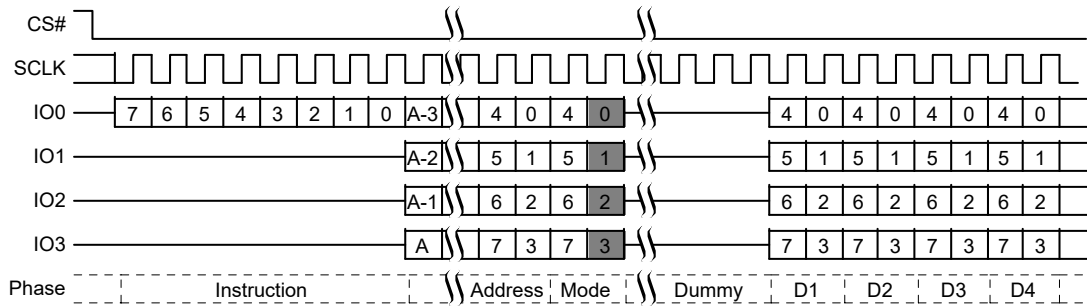 CS#
SCLK
IO0 7 6 5 4 3 2 1 0 A-3 4 0 4 0 4 0 4 0 4 0 4 0
IO1 A-2 5 1 5 1 5 1 5 1 5 1 5 1
IO2 A-1 6 2 6 2 6 2 6 2 6 2 6 2
IO3 A 7 3 7 3 7 3 7 3 7 3 7 3
Phase Instruction Address Mode Dummy D1 D2 D3 D4